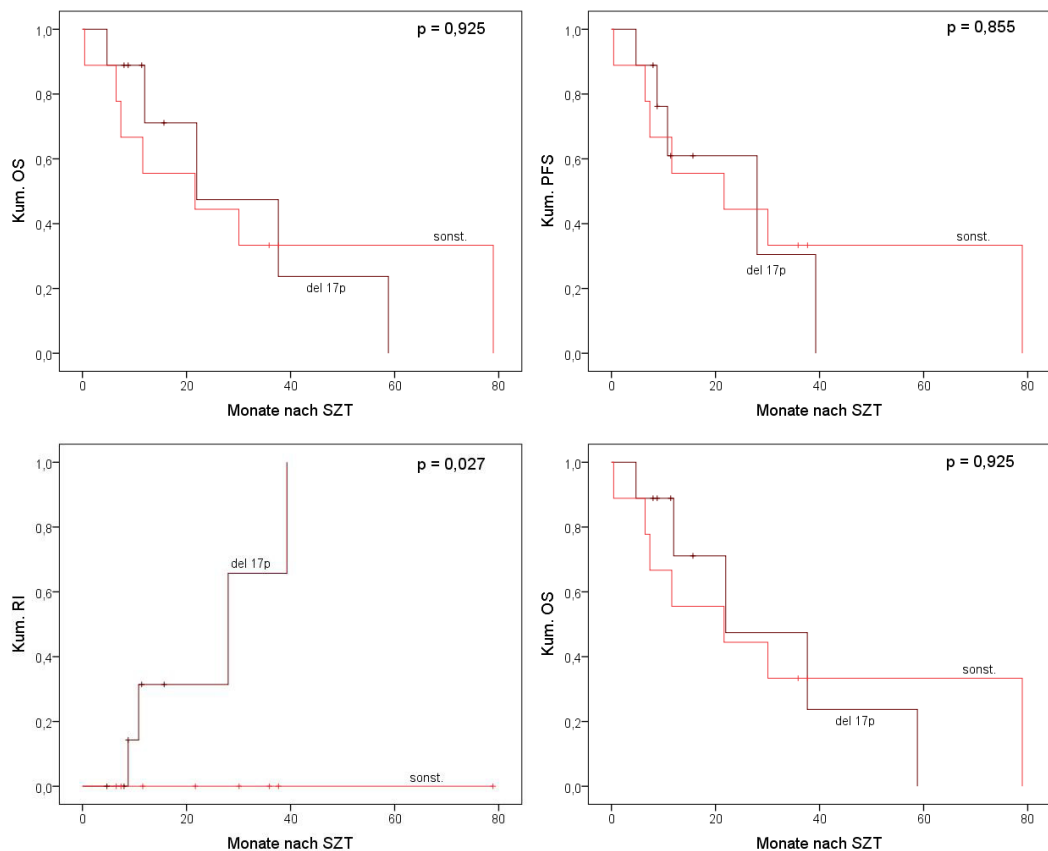 p = 0,925
Kum. OS
1,0
0,8
0,6
0,4
0,2
0,0
sonst.
del 17p
0
20
40
60
80
Monate nach SZT
p = 0,855
Kum. PFS
1,0
0,8
0,6
0,4
0,2
0,0
sonst.
del 17p
0
20
40
60
80
Monate nach SZT
p = 0,027
Kum. RI
1,0
0,8
0,6
0,4
0,2
0,0
del 17p
sonst.
0
20
40
60
80
Monate nach SZT
p = 0,925
Kum. OS
1,0
0,8
0,6
0,4
0,2
0,0
sonst.
del 17p
0
20
40
60
80
Monate nach SZT